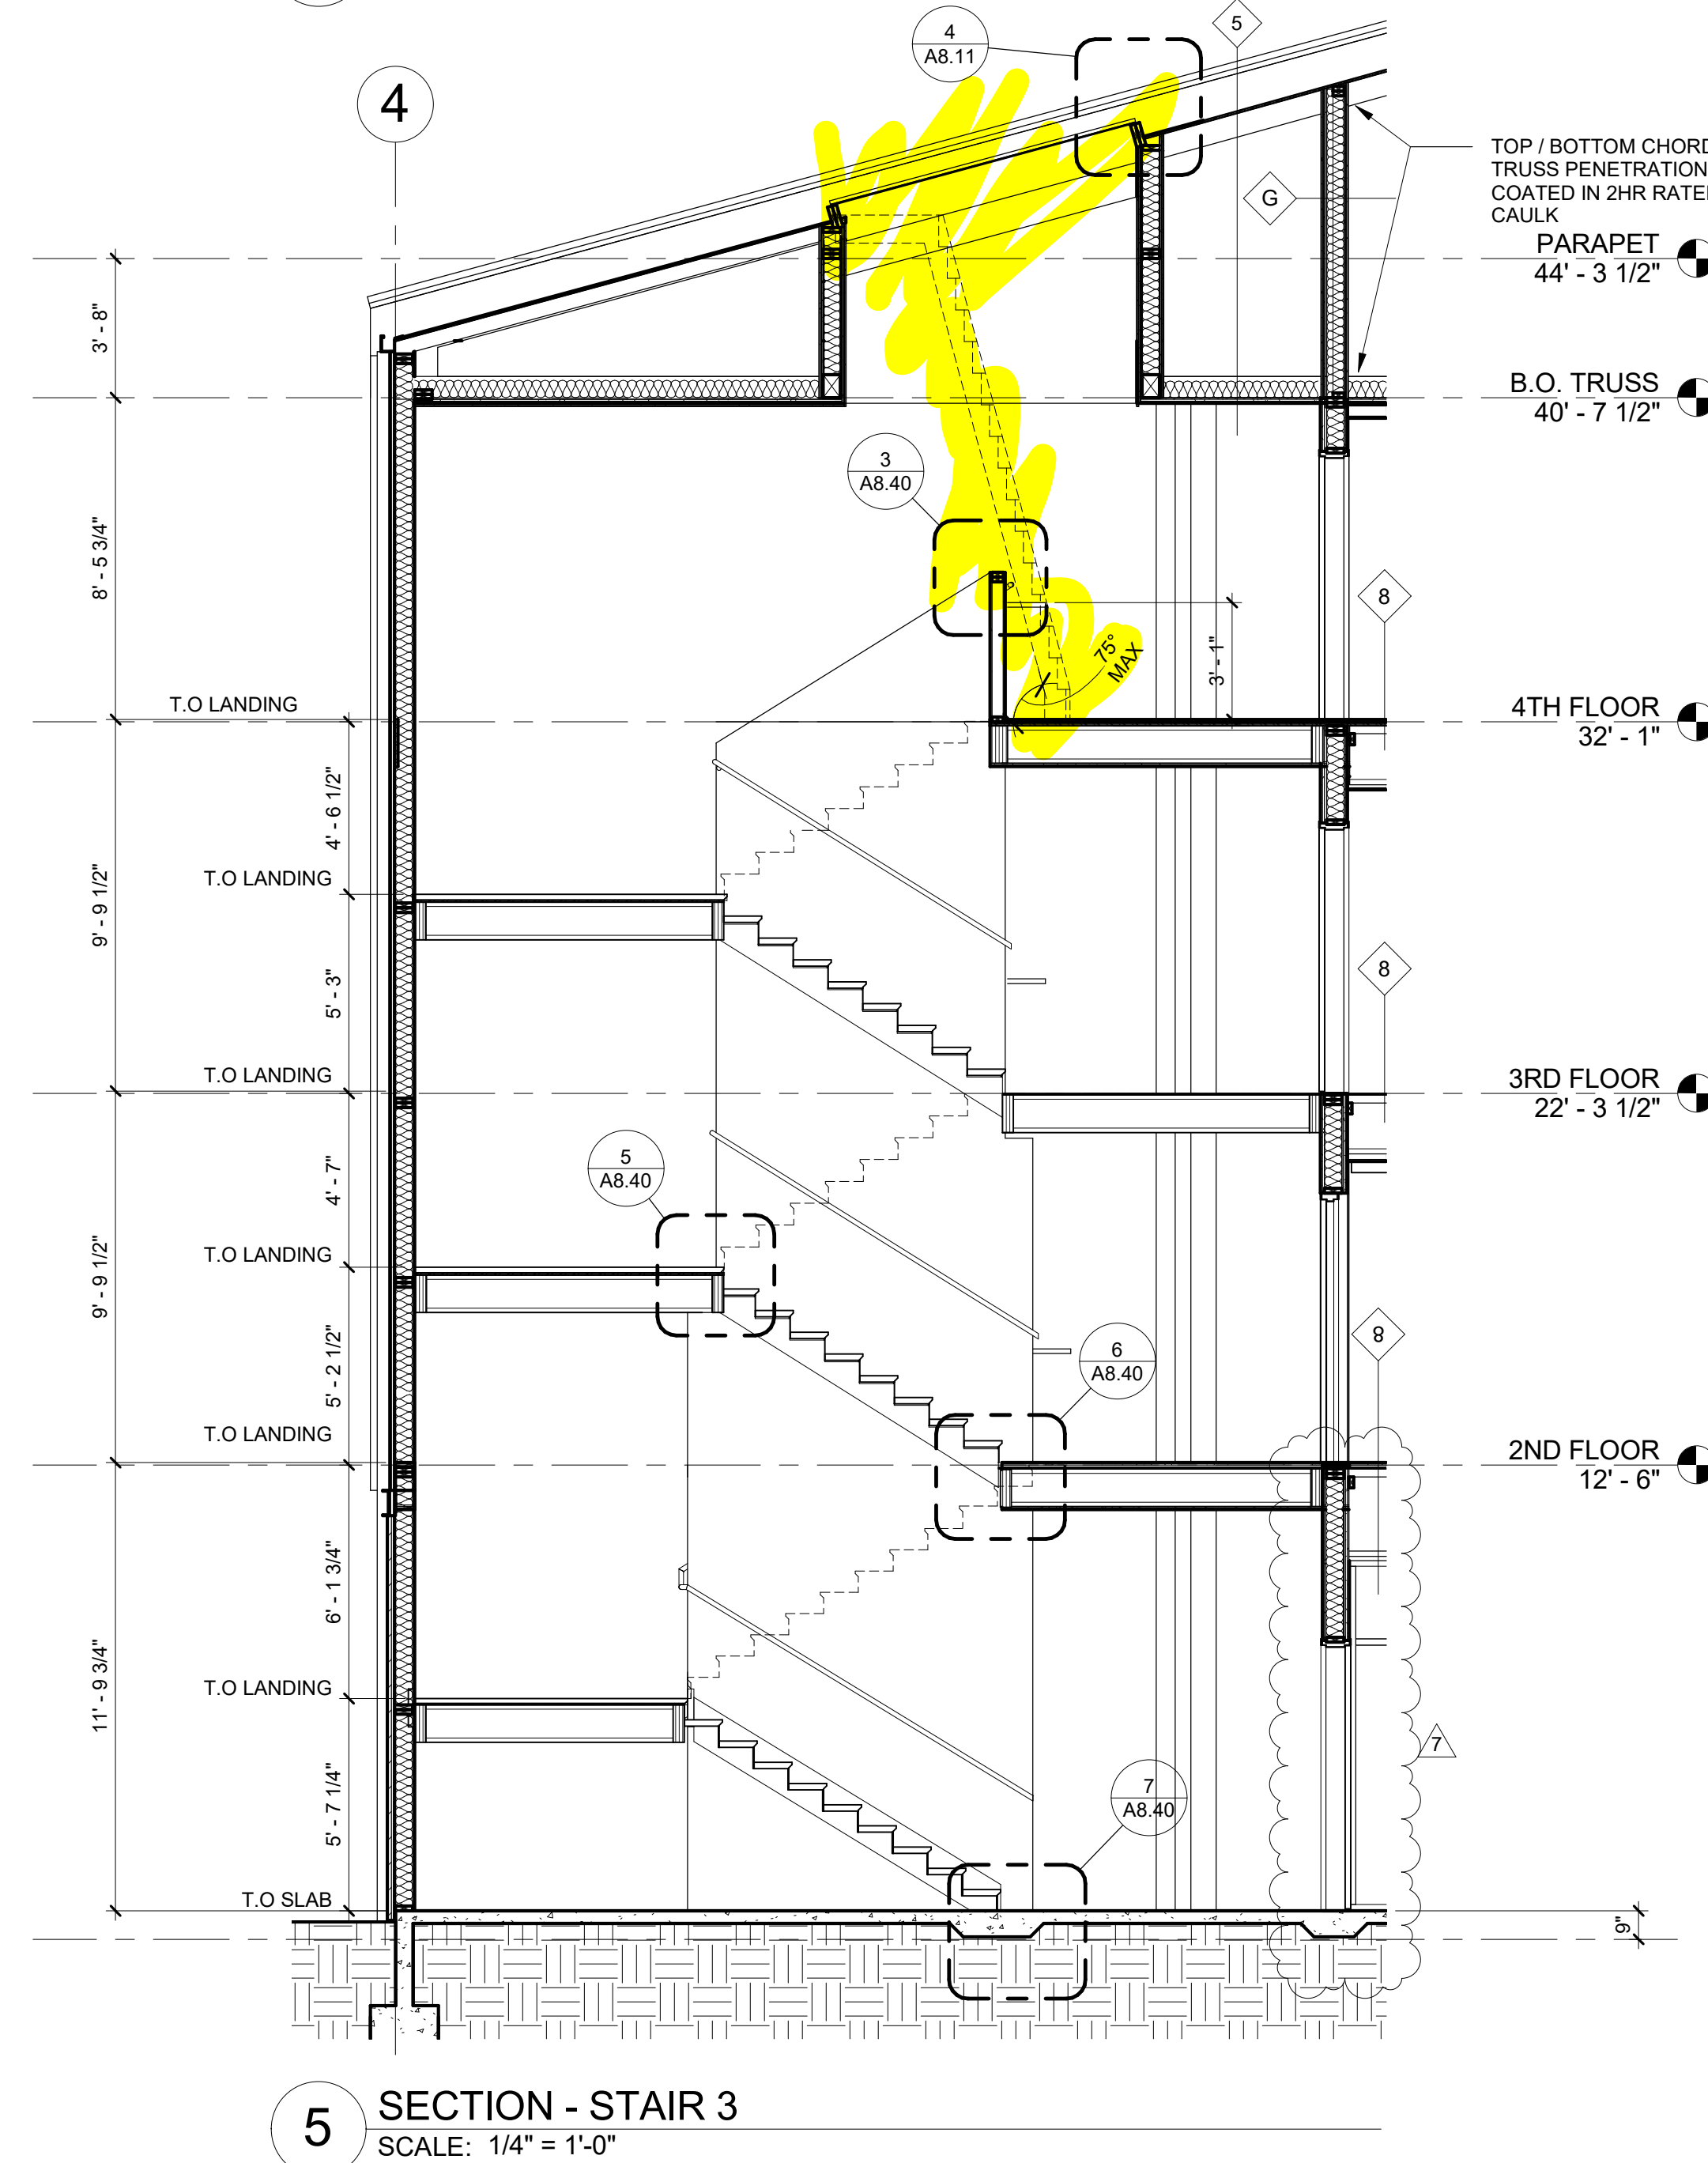 4
A8.11
5
4
TOP / BOTTOM CHORD
TRUSS PENETRATION
COATED IN 2HR RATE
CAULK
G
PARAPET
44' - 3 1/2"
3' - 8"
B.O. TRUSS
40' - 7 1/2"
3
A8.40
8' - 5 3/4"
8
75°
MAX
3' - 1"
T.O LANDING
4TH FLOOR
32' - 1"
4' - 6 1/2"
T.O LANDING
9' - 9 1/2"
8
5' - 3"
T.O LANDING
3RD FLOOR
22' - 3 1/2"
5
A8.40
4' - 7"
T.O LANDING
9' - 9 1/2"
8
6
A8.40
5' - 2 1/2"
T.O LANDING
2ND FLOOR
12' - 6"
6' - 1 3/4"
T.O LANDING
11' - 9 3/4"
7
7
A8.40
5' - 7 1/4"
T.O SLAB
9"
5
SECTION - STAIR 3
SCALE: 1/4" = 1'-0"